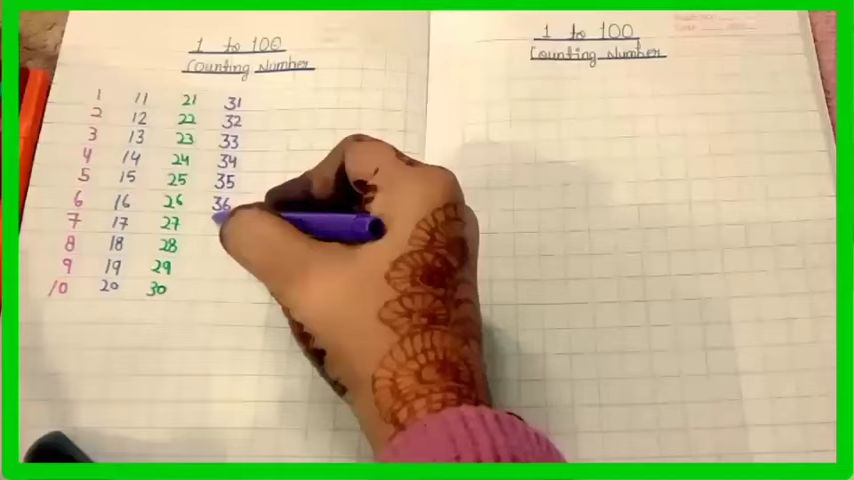 1 to 100
Counting Number
1 11 21 31
2 12 22 32
3 13 23 33
4 14 24 34
5 15 25 35
6 16 26 36
7 17 27
8 18 28
9 19 29
10 20 30
1 to 100
Counting Number